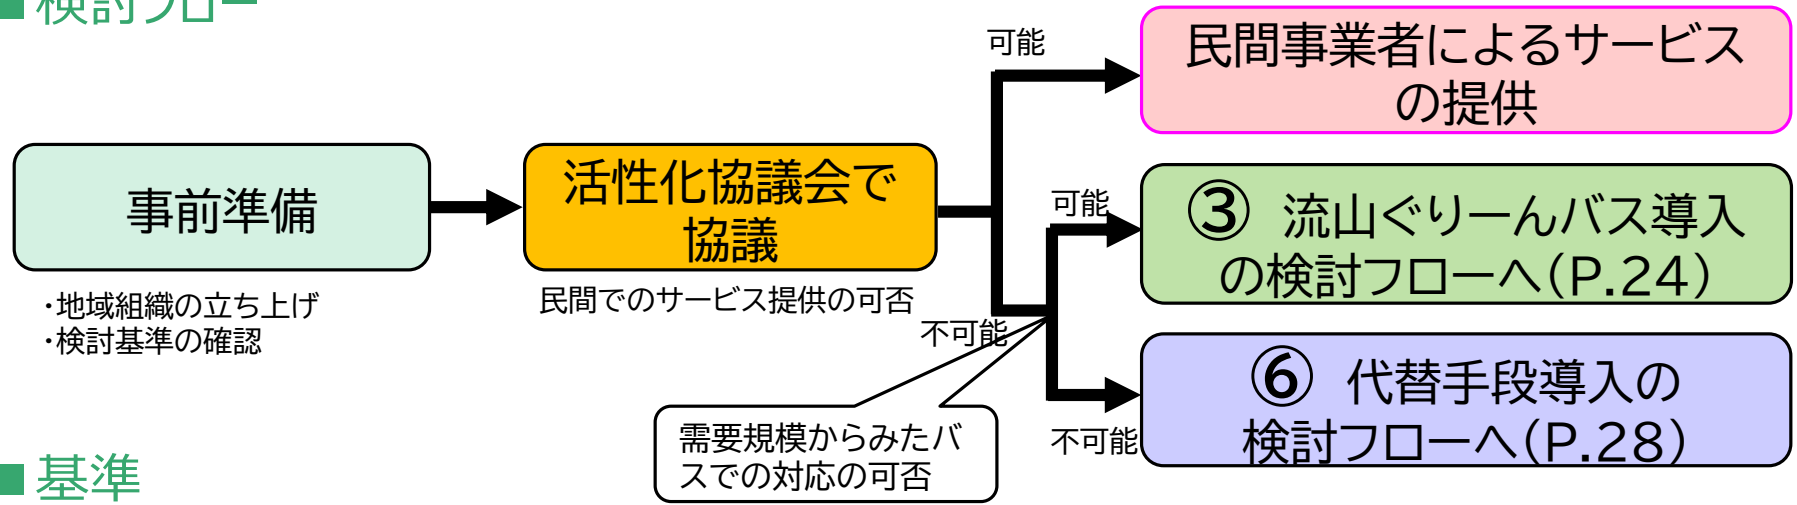 ■検討フロー
可能
民間事業者によるサービス
の提供
事前準備
・地域組織の立ち上げ
・検討基準の確認
活性化協議会で
協議
民間でのサービス提供の可否
不可能
可能
③ 流山ぐりーんバス導入
の検討フローへ(P.24)
需要規模からみたバ
スでの対応の可否
不可能
⑥ 代替手段導入の
検討フローへ(P.28)
■基準